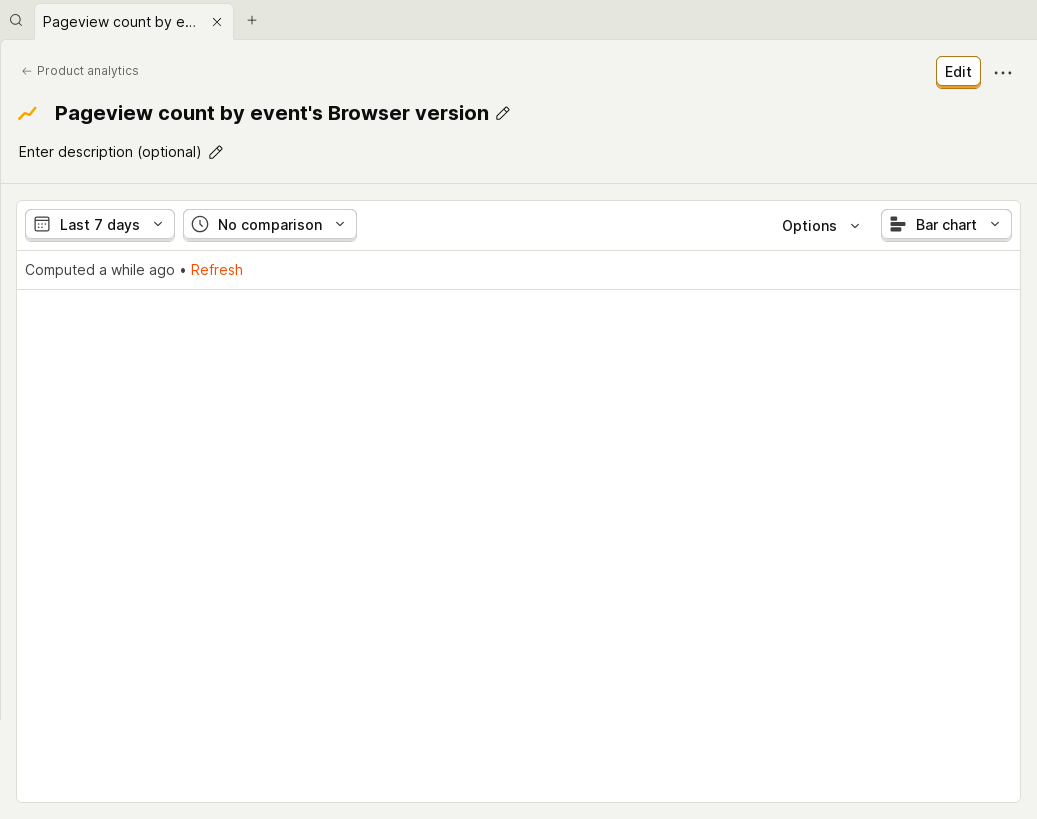 Pageview count by e...
Product analytics
Edit
Pageview count by event's Browser version
Enter description (optional)
Last 7 days
No comparison
Options
Bar chart
Computed a while ago • Refresh